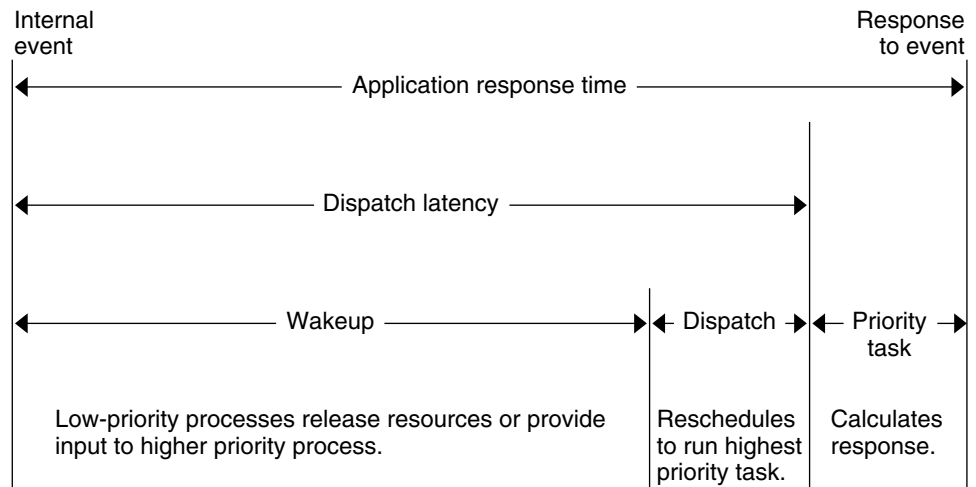 Internal
event
Response
to event
Application response time
Dispatch latency
Wakeup
Dispatch
Priority
task
Low-priority processes release resources or provide
input to higher priority process.
Reschedules
to run highest
priority task.
Calculates
response.